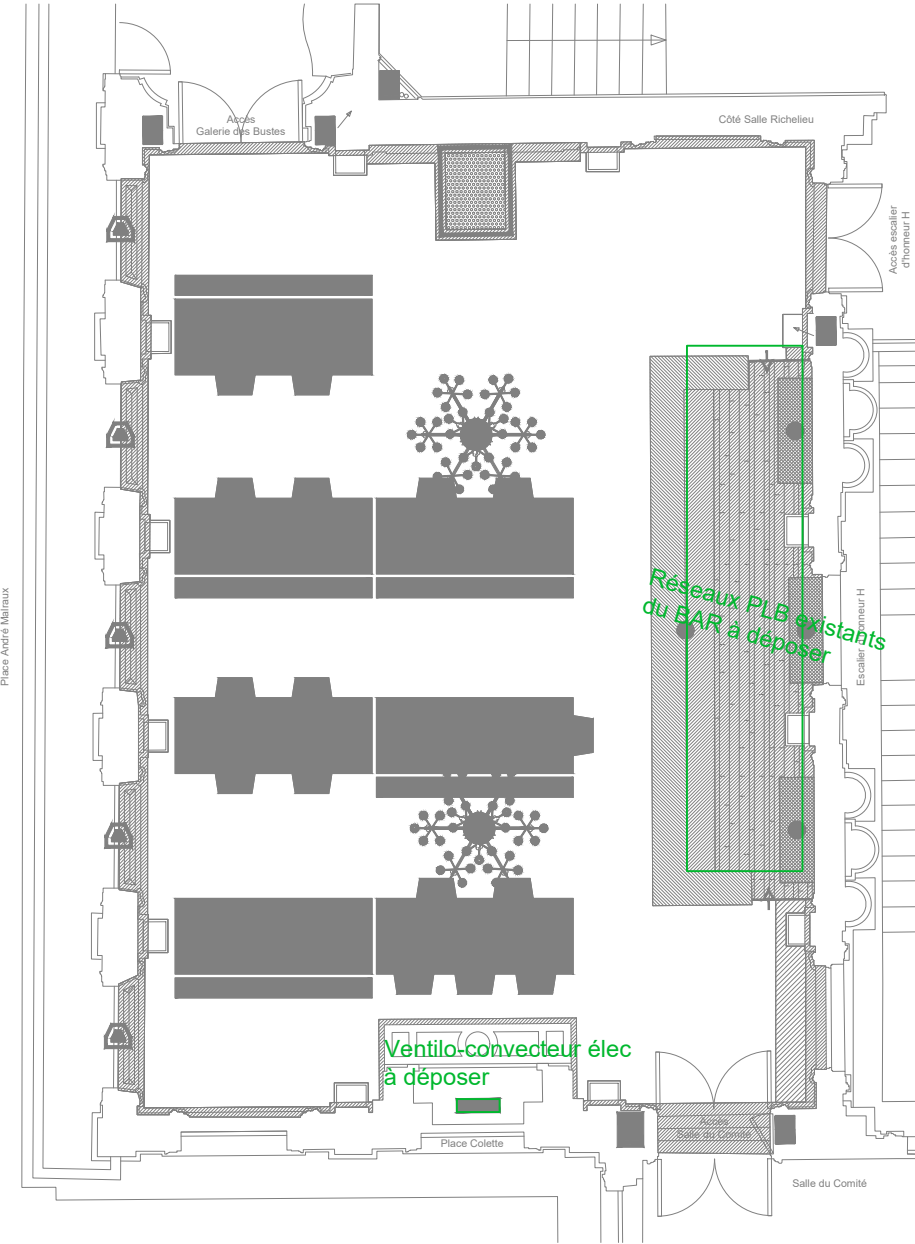 Accès
Galerie des Bustes
Côté Salle Richelieu
Accès escalier
d'honneur H
Place André Malraux
Réseaux PLB existants
du BAR à déposer
Escalier d'honneur H
Ventilo-convecteur élec
à déposer
Place Colette
Accès
Salle du Comité
Salle du Comité